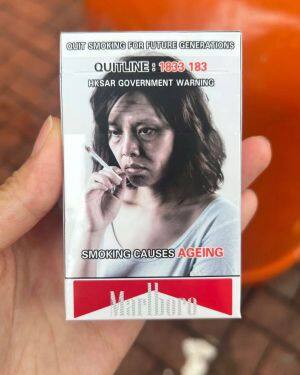 QUIT SMOKING FOR FUTURE GENERATIONS
QUITLINE : 1833 183
HKSAR GOVERNMENT WARNING
SMOKING CAUSES AGEING
Marlboro